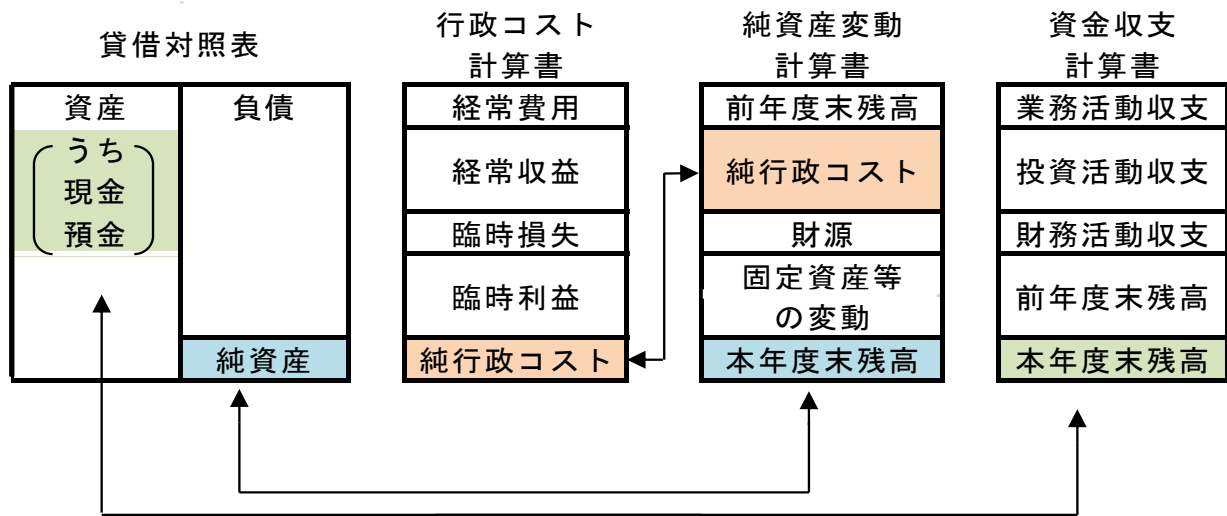 貸借対照表
資産
うち
現金
預金
負債
純資産
行政コスト
計算書
経常費用
経常収益
臨時損失
臨時利益
純行政コスト
純資産変動
計算書
前年度末残高
純行政コスト
財源
固定資産等
の変動
本年度末残高
資金収支
計算書
業務活動収支
投資活動収支
財務活動収支
前年度末残高
本年度末残高